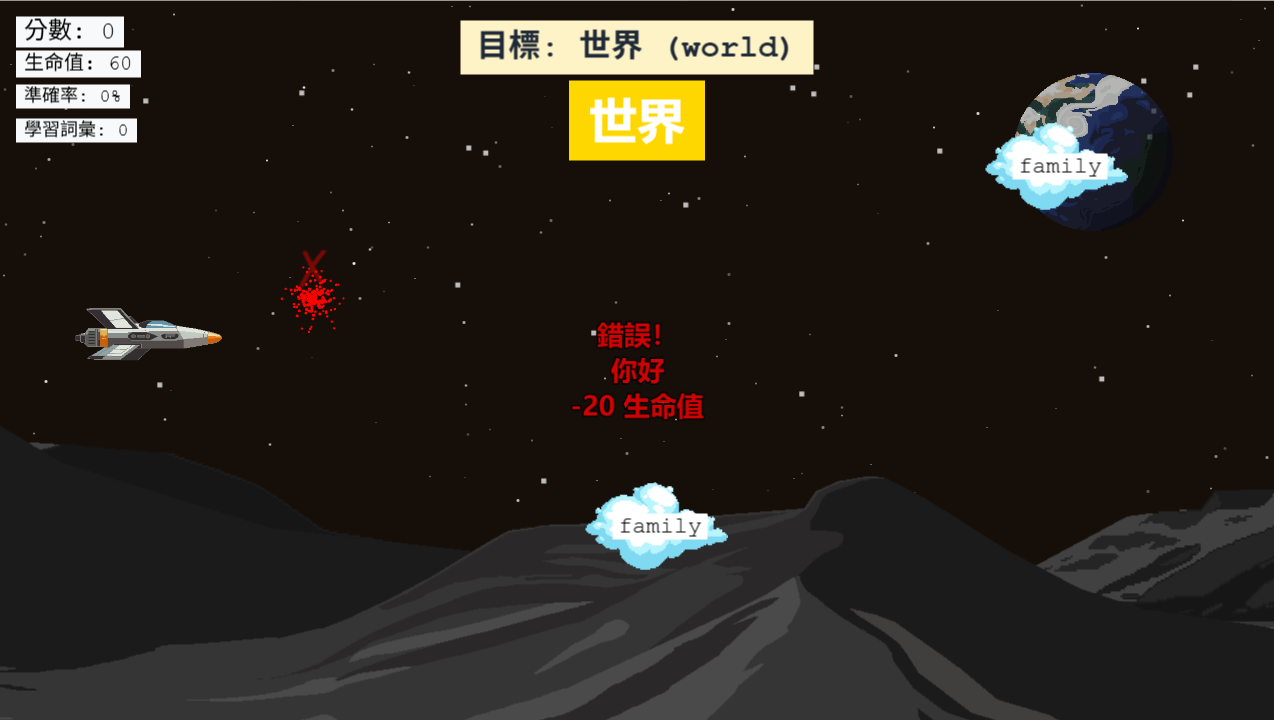 分數: 0
生命值: 60
準確率: 0%
學習詞彙: 0
目標: 世界 (world)
世界
family
X
錯誤!
你好
-20 生命值
family